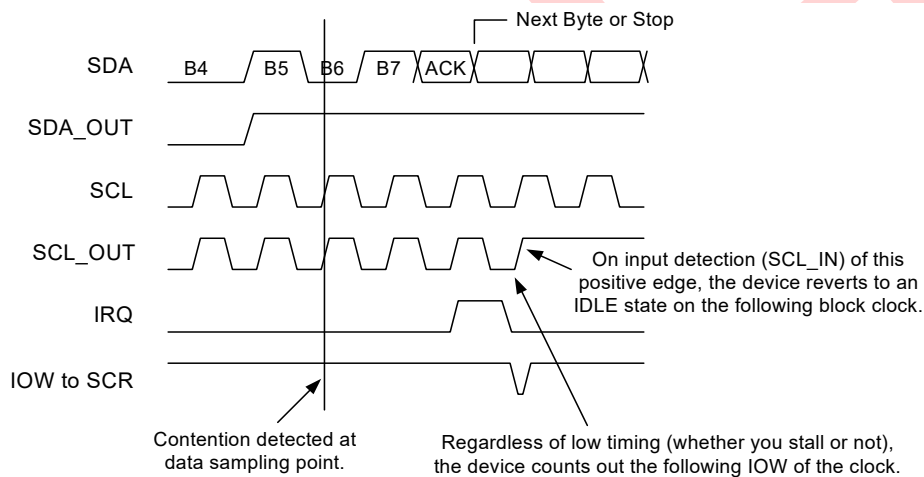 Next Byte or Stop
SDA B4 B5 B6 B7 ACK
SDA_OUT
SCL
SCL_OUT
On input detection (SCL_IN) of this
positive edge, the device reverts to an
IDLE state on the following block clock.
IRQ
IOW to SCR
Contention detected at
data sampling point.
Regardless of low timing (whether you stall or not),
the device counts out the following IOW of the clock.